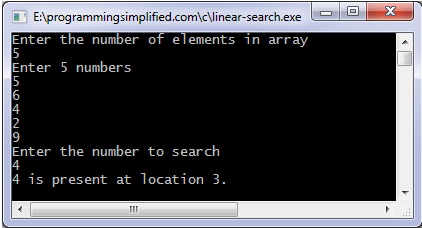 E:\programmingsimplified.com\c\linear-search.exe
Enter the number of elements in array
5
Enter 5 numbers
5
6
4
2
9
Enter the number to search
4
4 is present at location 3.